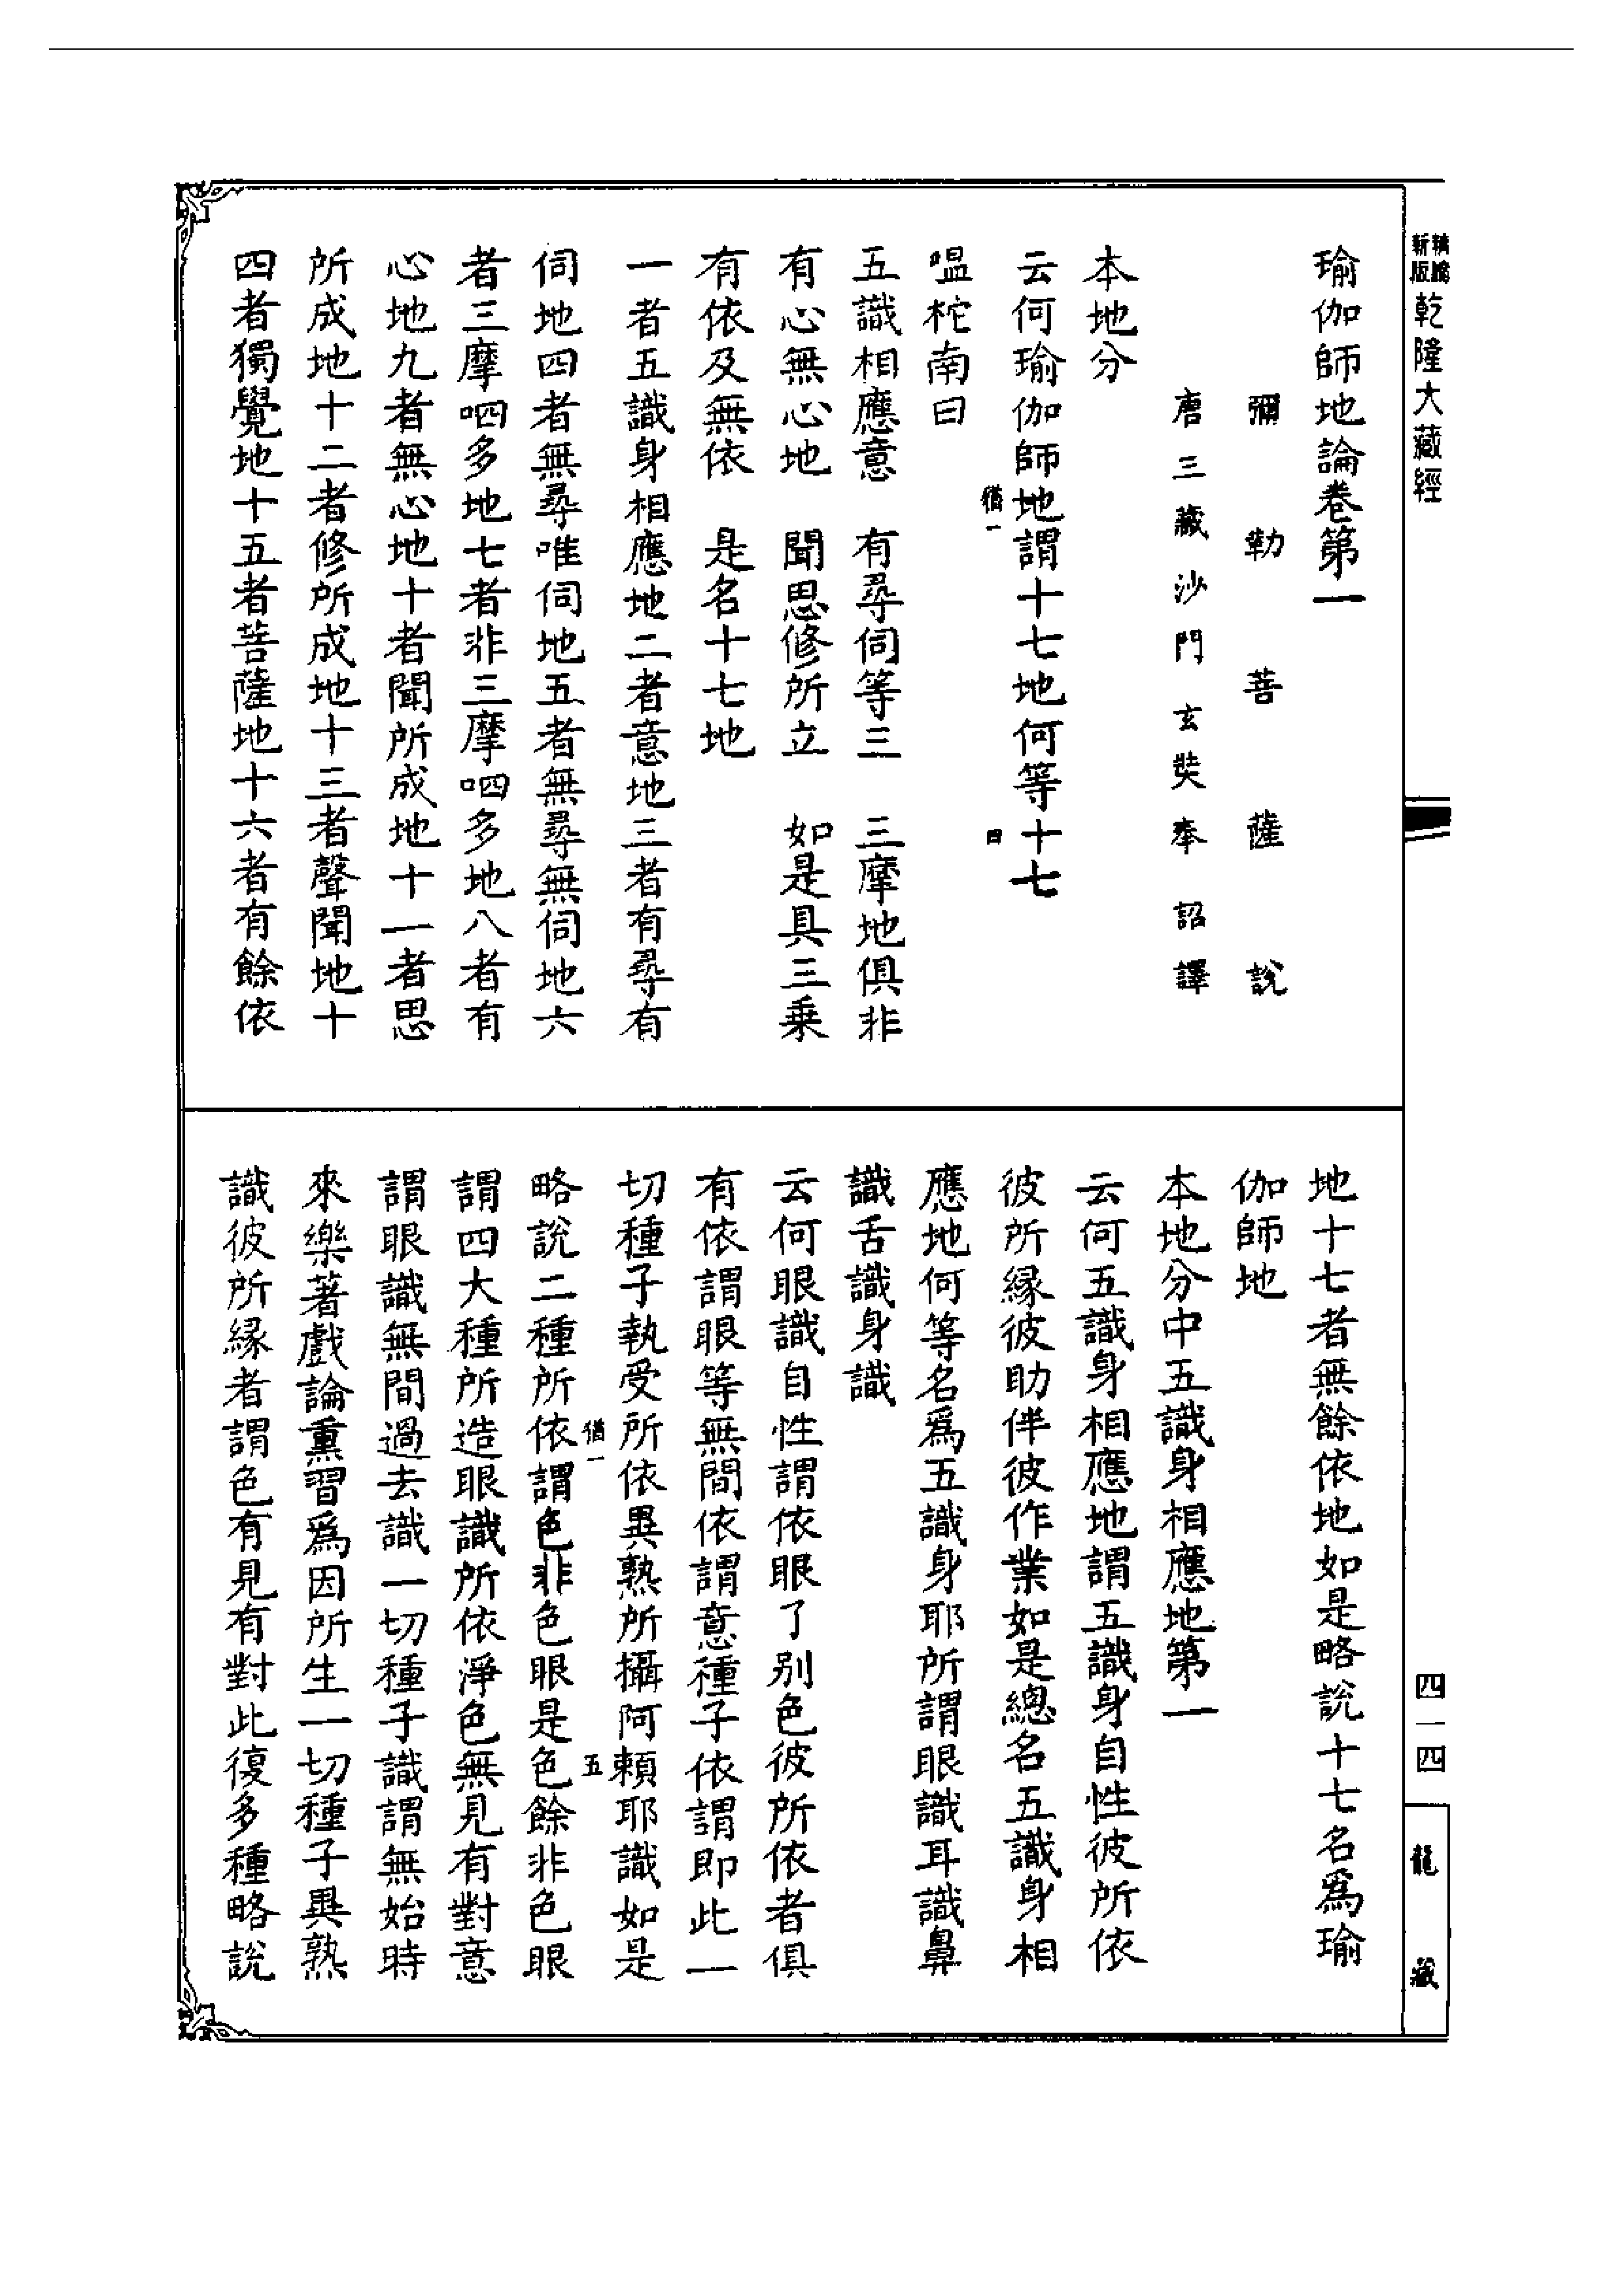 新版精縮乾隆大藏經
瑜伽師地論卷第一
彌勒菩薩說
唐三藏沙門玄奘奉詔譯
本地分
云何瑜伽師地謂十七地何等十七
猶一
四
嗢柁南曰
五識相應意 有尋伺等三 三摩地俱非
有心無心地 聞思修所立 如是具三乘
有依及無依 是名十七地
一者五識身相應地二者意地三者有尋有
伺地四者無尋唯伺地五者無尋無伺地六
者三摩呬多地七者非三摩呬多地八者有
心地九者無心地十者聞所成地十一者思
所成地十二者修所成地十三者聲聞地十
四者獨覺地十五者菩薩地十六者有餘依
地十七者無餘依地如是略說十七名爲瑜
伽師地
本地分中五識身相應地第一
云何五識身相應地謂五識身自性彼所依
彼所緣彼助伴彼作業如是總名五識身相
應地何等名爲五識身耶所謂眼識耳識鼻
識舌識身識
云何眼識自性謂依眼了別色彼所依者俱
有依謂眼等無間依謂意種子依謂即此一
切種子執受所依異熟所攝阿賴耶識如是
猶一
五
略說二種所依謂色非色眼是色餘非色眼
謂四大種所造眼識所依淨色無見有對意
謂眼識無間過去識一切種子識謂無始時
來樂著戲論熏習爲因所生一切種子異熟
識彼所緣者謂色有見有對此復多種略說
四一四
龍藏